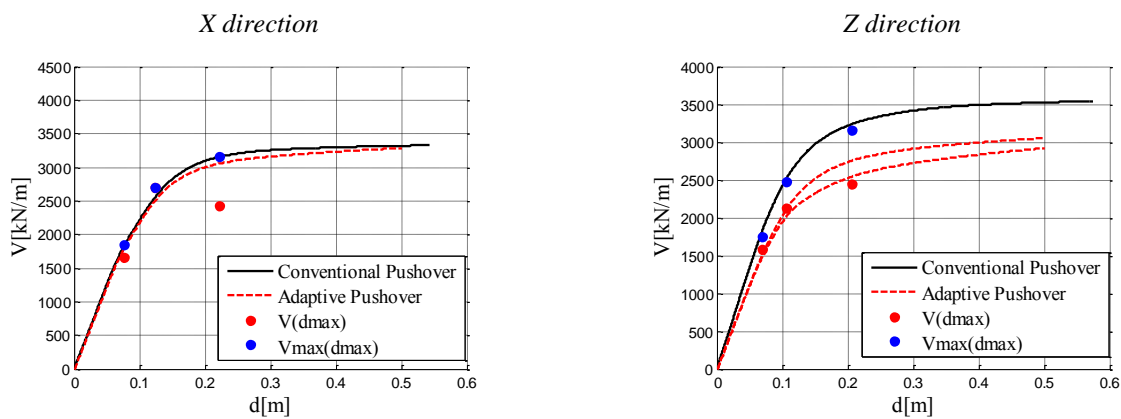 X direction
4500
4000
3500
3000
2500
2000
1500
1000
500
0
V[kN/m]
0
0.1
0.2
0.3
0.4
0.5
0.6
d[m]
Conventional Pushover
Adaptive Pushover
V(dmax)
Vmax(dmax)
Z direction
4000
3500
3000
2500
2000
1500
1000
500
0
V[kN/m]
0
0.1
0.2
0.3
0.4
0.5
0.6
d[m]
Conventional Pushover
Adaptive Pushover
V(dmax)
Vmax(dmax)